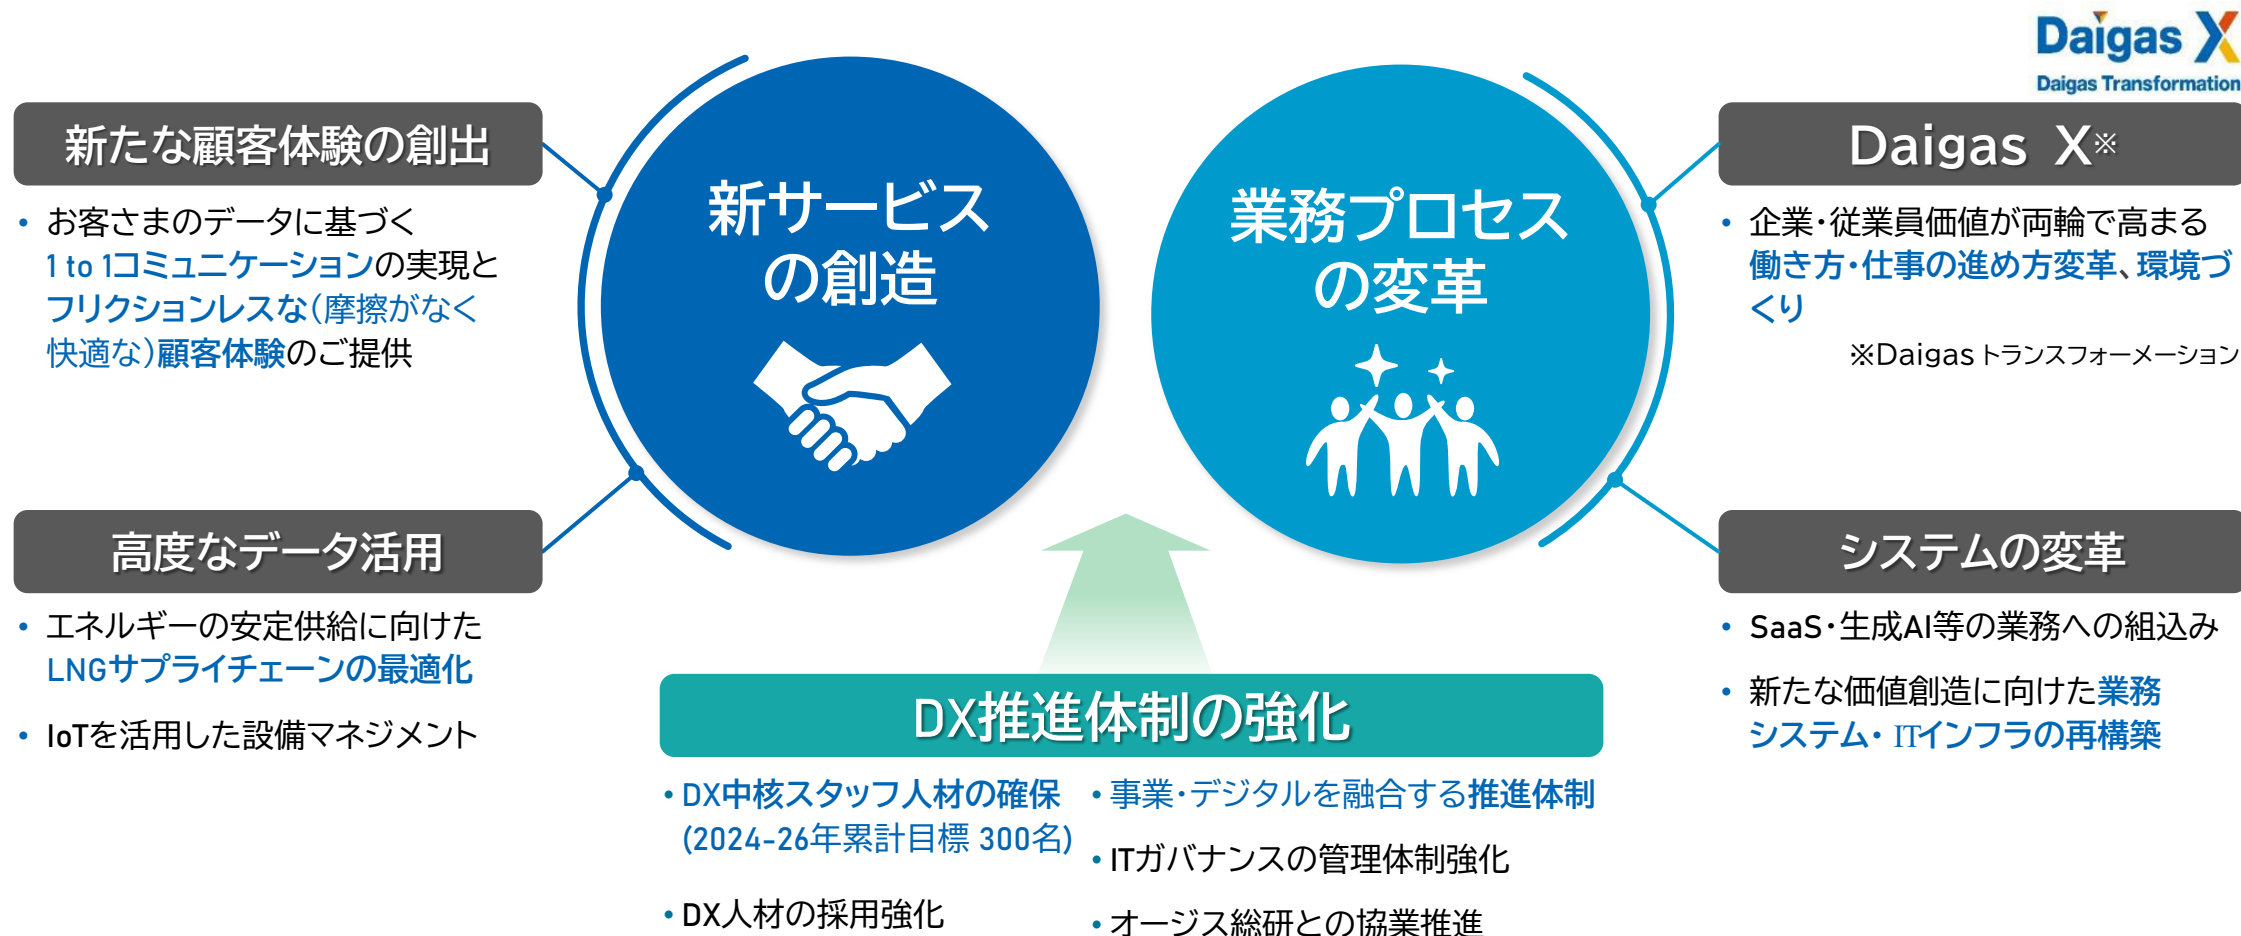 Daigas X
Daigas Transformation
新たな顧客体験の創出
・お客さまのデータに基づく
1 to 1コミュニケーションの実現と
フリクションレスな(摩擦がなく
快適な)顧客体験のご提供
高度なデータ活用
・エネルギーの安定供給に向けた
LNGサプライチェーンの最適化
・IoTを活用した設備マネジメント
新サービス
の創造
業務プロセス
の変革
Daigas X※
・企業・従業員価値が両輪で高まる
働き方・仕事の進め方変革、環境づ
くり
※Daigasトランスフォーメーション
システムの変革
・SaaS・生成AI等の業務への組込み
・新たな価値創造に向けた業務
システム・ITインフラの再構築
DX推進体制の強化
・DX中核スタッフ人材の確保
(2024-26年累計目標 300名)
・DX人材の採用強化
・事業・デジタルを融合する推進体制
・ITガバナンスの管理体制強化
・オージス総研との協業推進